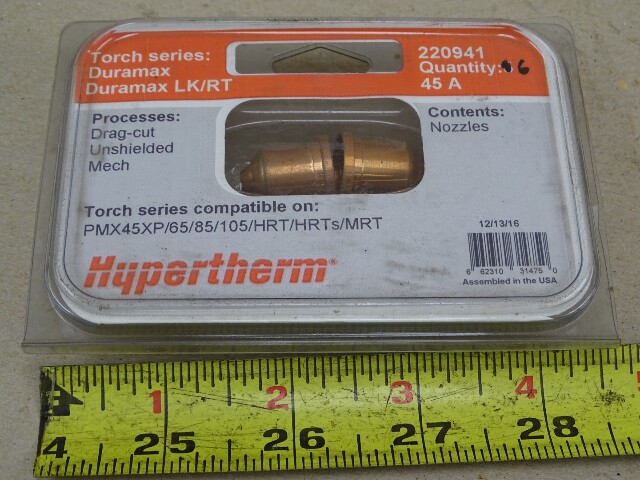 Torch series:
Duramax
Duramax LK/RT
220941
Quantity: 6
45 A
Processes:
Drag-cut
Unshielded
Mech
Contents:
Nozzles
Torch series compatible on:
PMX45XP/65/85/105/HRT/HRTs/MRT
Hypertherm®
12/13/16
6 62310 31475 0
Assembled in the USA
1 2 3 4
4 25 26 27 28